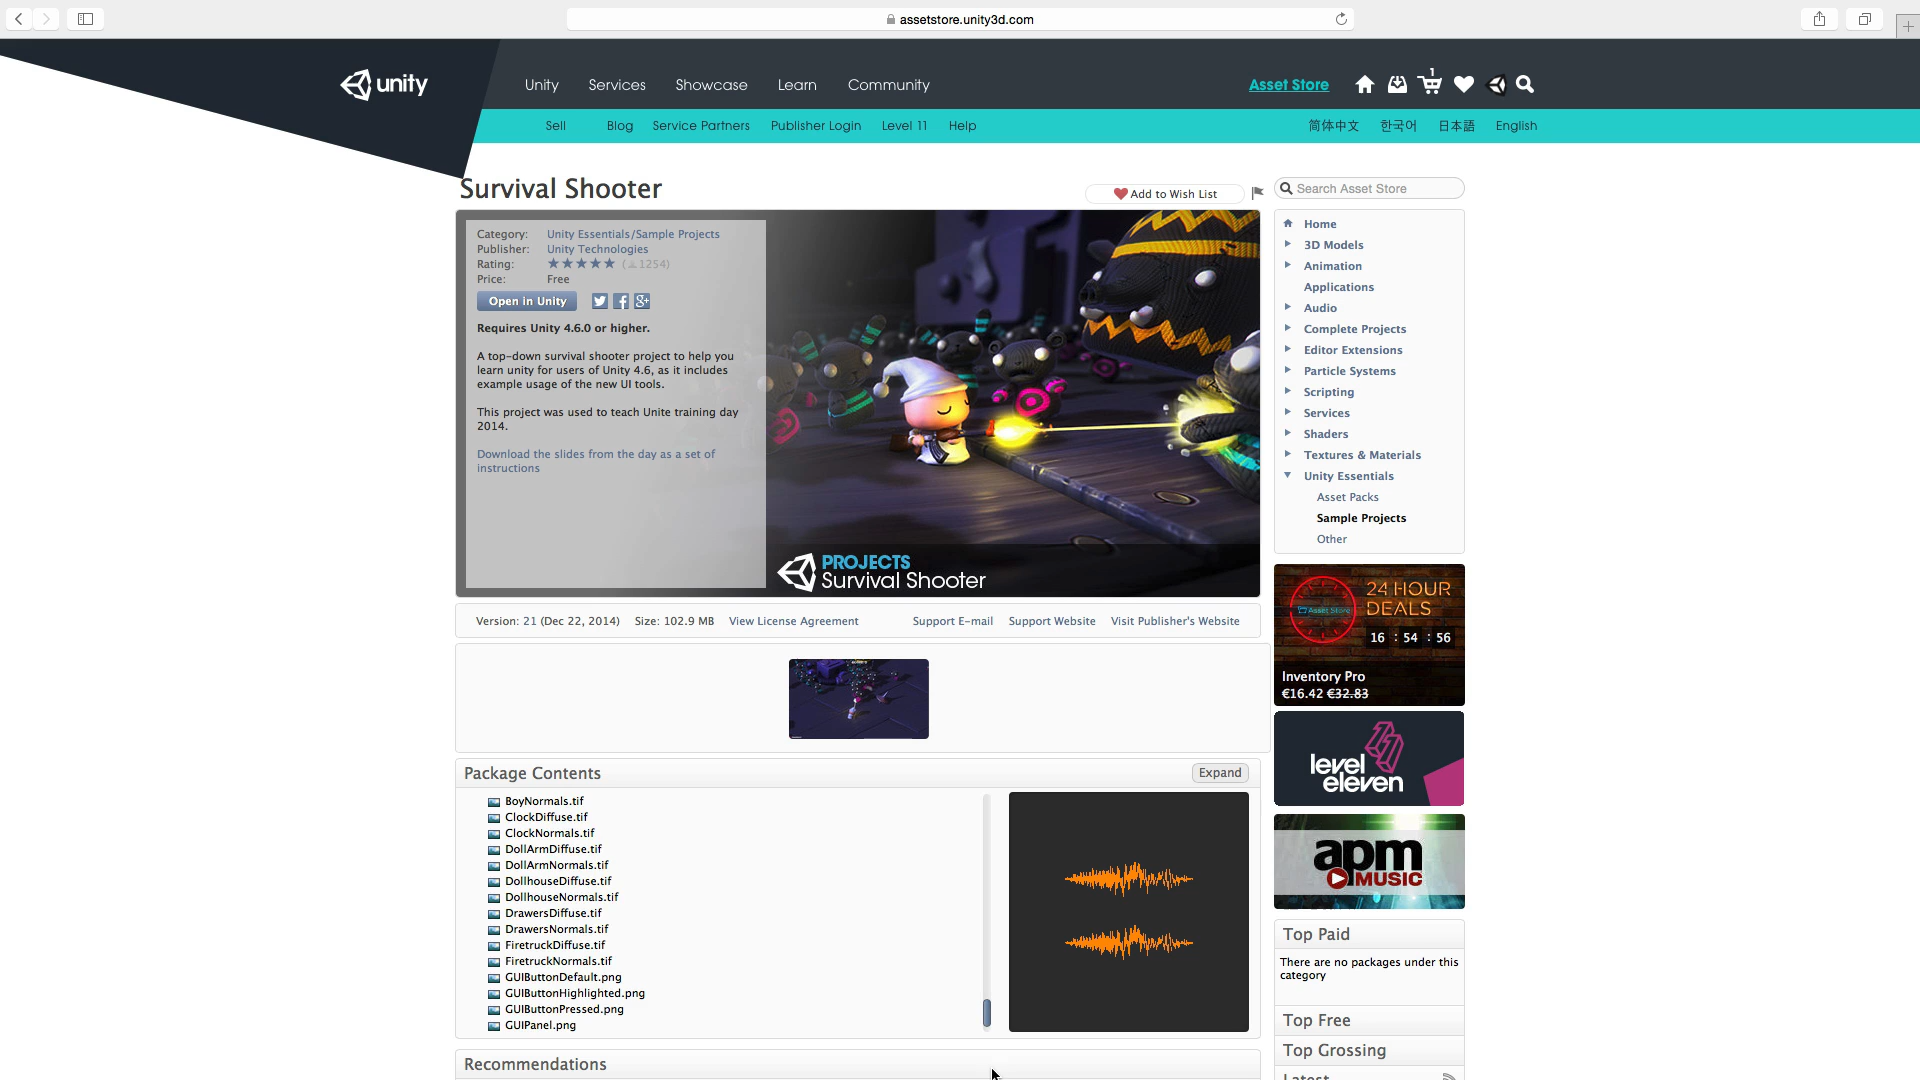 assetstore.unity3d.com
unity
Unity Services Showcase Learn Community
Asset Store
1
Sell Blog Service Partners Publisher Login Level 11 Help
简体中文 한국어 日本語 English
Survival Shooter
Add to Wish List
Search Asset Store
Category: Unity Essentials/Sample Projects
Publisher: Unity Technologies
Rating: ★★★★★ (1254)
Price: Free
Open in Unity
Requires Unity 4.6.0 or higher.
A top-down survival shooter project to help you
learn unity for users of Unity 4.6, as it includes
example usage of the new UI tools.
This project was used to teach Unite training day
2014.
Download the slides from the day as a set of
instructions
PROJECTS
Survival Shooter
Version: 21 (Dec 22, 2014) Size: 102.9 MB View License Agreement Support E-mail Support Website Visit Publisher's Website
Package Contents
Expand
BoyNormals.tif
ClockDiffuse.tif
ClockNormals.tif
DollArmDiffuse.tif
DollArmNormals.tif
DollhouseDiffuse.tif
DollhouseNormals.tif
DrawersDiffuse.tif
DrawersNormals.tif
FiretruckDiffuse.tif
FiretruckNormals.tif
GUIButtonDefault.png
GUIButtonHighlighted.png
GUIButtonPressed.png
GUIPanel.png
Recommendations
Home
3D Models
Animation
Applications
Audio
Complete Projects
Editor Extensions
Particle Systems
Scripting
Services
Shaders
Textures & Materials
Unity Essentials
Asset Packs
Sample Projects
Other
Asset Store
24 HOUR
DEALS
16 : 54 : 56
Inventory Pro
€16.42 €32.83
level
eleven
apm
MUSIC
Top Paid
There are no packages under this
category
Top Free
Top Grossing
Latest